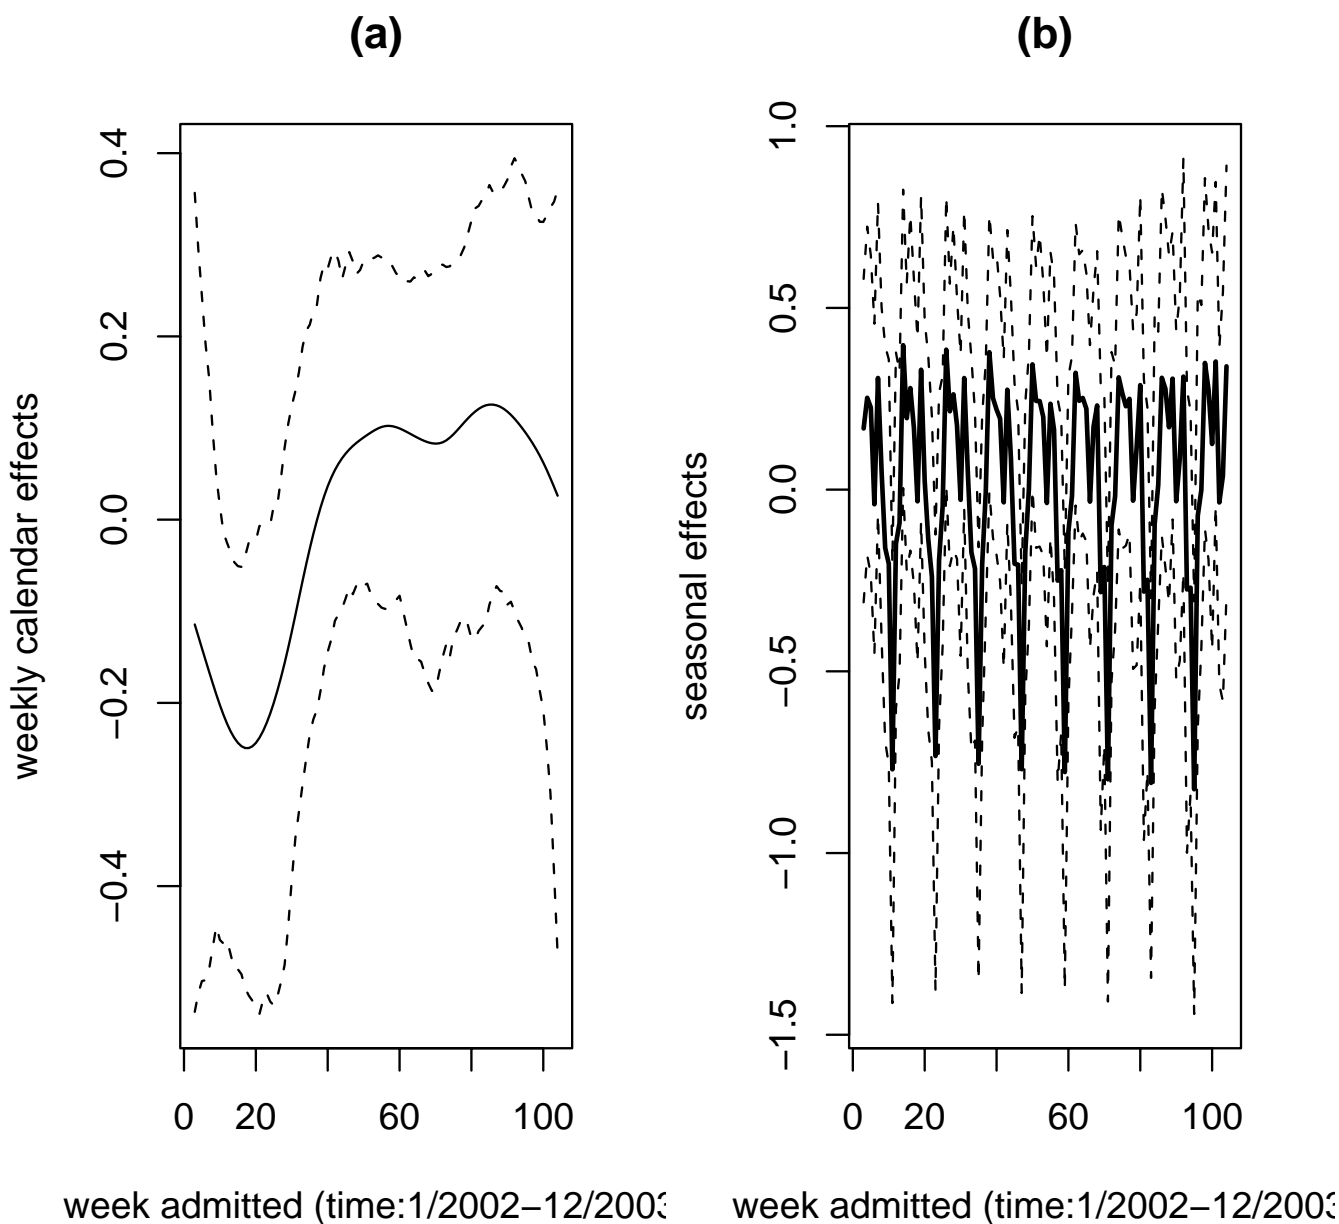 (a)
(b)
weekly calendar effects
0.4
0.2
0.0
−0.2
−0.4
0 20 60 100
week admitted (time:1/2002−12/2003
seasonal effects
1.0
0.5
0.0
−0.5
−1.0
−1.5
0 20 60 100
week admitted (time:1/2002−12/2003